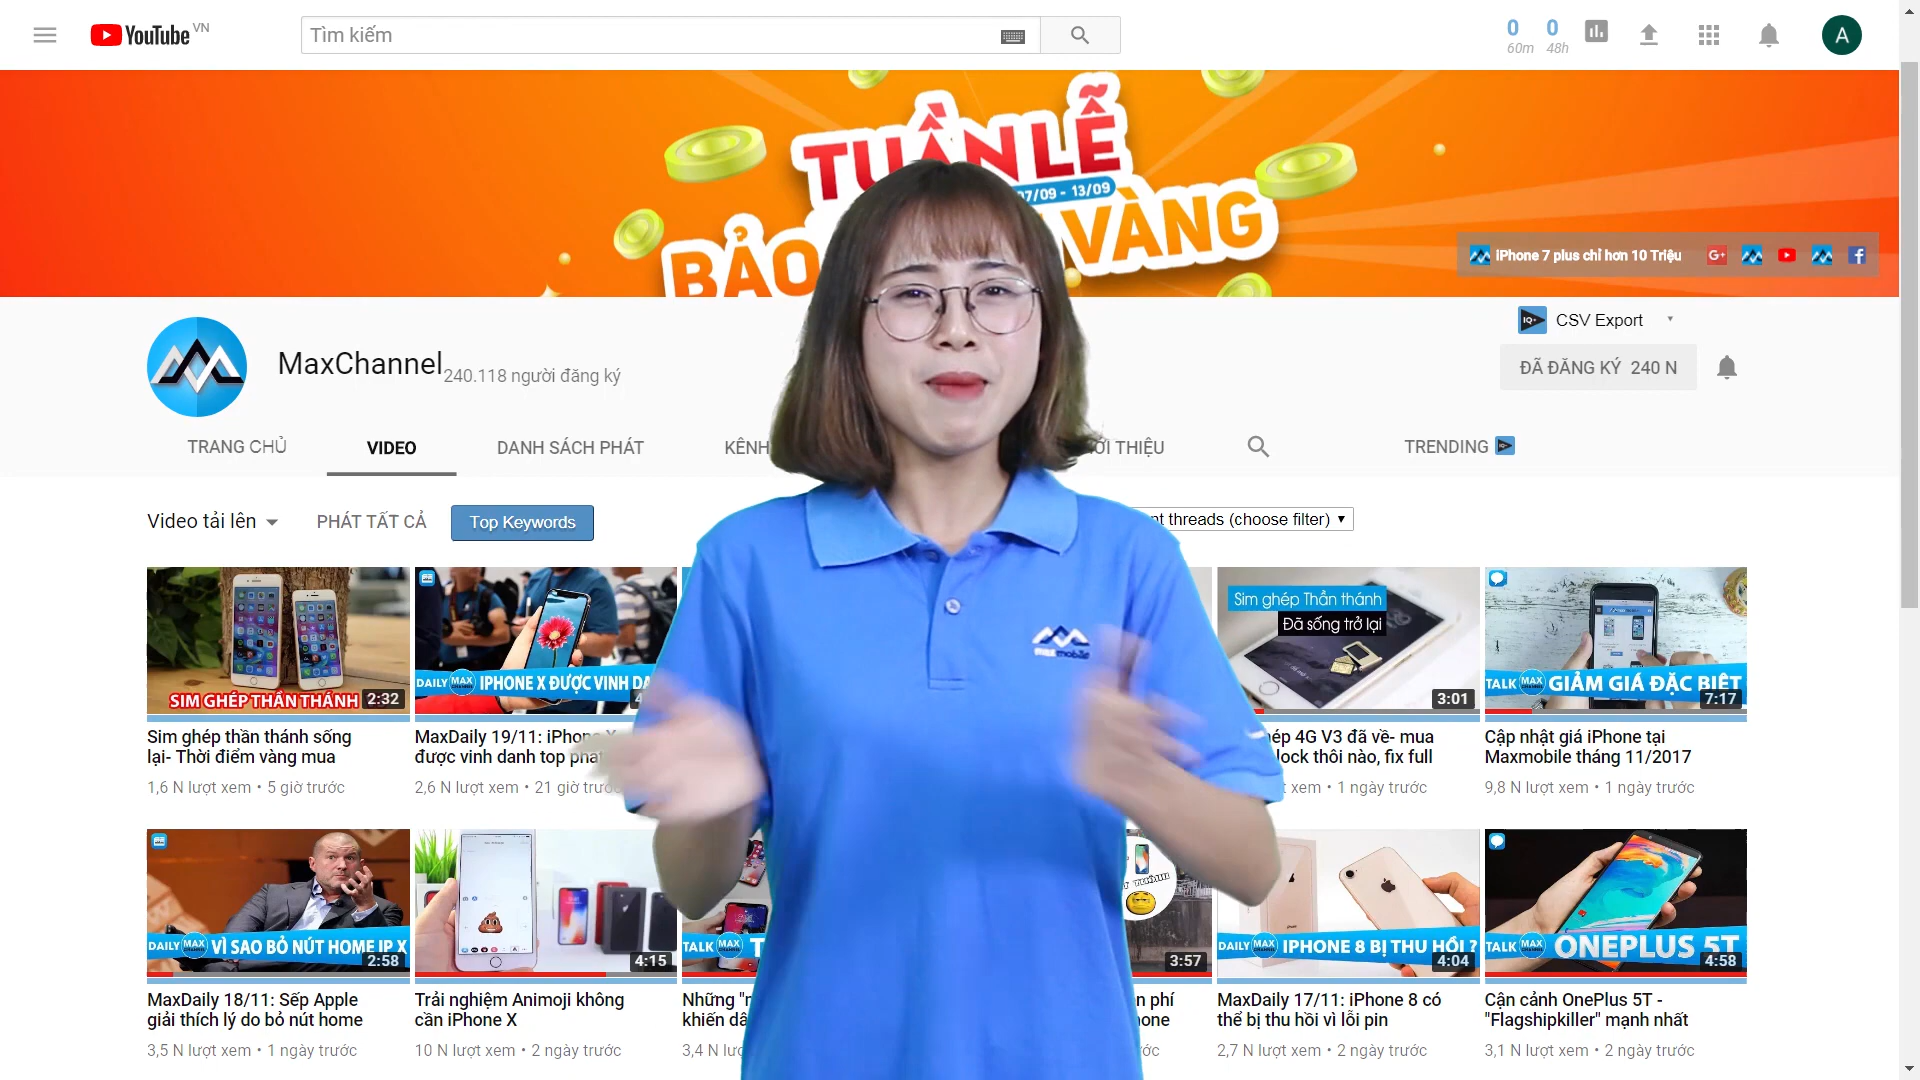 YouTube VN
Tìm kiếm
0 0
60m 48h
A
TUẦN LỄ
07/09 - 13/09
BẢO VÀNG
iPhone 7 plus chỉ hơn 10 Triệu
CSV Export
MaxChannel 240.118 người đăng ký
ĐÃ ĐĂNG KÝ 240 N
TRANG CHỦ VIDEO DANH SÁCH PHÁT KÊNH THIỆU TRENDING
Video tải lên PHÁT TẤT CẢ Top Keywords threads (choose filter)
SIM GHÉP THẦN THÁNH 2:32
DAILY MAX CHANNEL IPHONE X ĐƯỢC VINH
Sim ghép Thần thánh
Đã sống trở lại
3:01
TALK MAX CHANNEL GIẢM GIÁ ĐẶC BIỆT
7:17
maxmobile
Sim ghép thần thánh sống
lại- Thời điểm vàng mua
1,6 N lượt xem • 5 giờ trước
MaxDaily 19/11: iPhone X
được vinh danh top phát
2,6 N lượt xem • 21 giờ trước
4G V3 đã về- mua
lock thôi nào, fix full
xem • 1 ngày trước
Cập nhật giá iPhone tại
Maxmobile tháng 11/2017
9,8 N lượt xem • 1 ngày trước
DAILY MAX CHANNEL VÌ SAO BỎ NÚT HOME IP X
2:58
4:15
TALK MAX CHANNEL
3:57
DAILY MAX CHANNEL IPHONE 8 BỊ THU HỒI ?
4:04
TALK MAX CHANNEL ONEPLUS 5T
4:58
MaxDaily 18/11: Sếp Apple
giải thích lý do bỏ nút home
3,5 N lượt xem • 1 ngày trước
Trải nghiệm Animoji không
cần iPhone X
10 N lượt xem • 2 ngày trước
Những
khiến
3,4 N
phí
MaxDaily 17/11: iPhone 8 có
thể bị thu hồi vì lỗi pin
2,7 N lượt xem • 2 ngày trước
Cận cảnh OnePlus 5T -
"Flagshipkiller" mạnh nhất
3,1 N lượt xem • 2 ngày trước